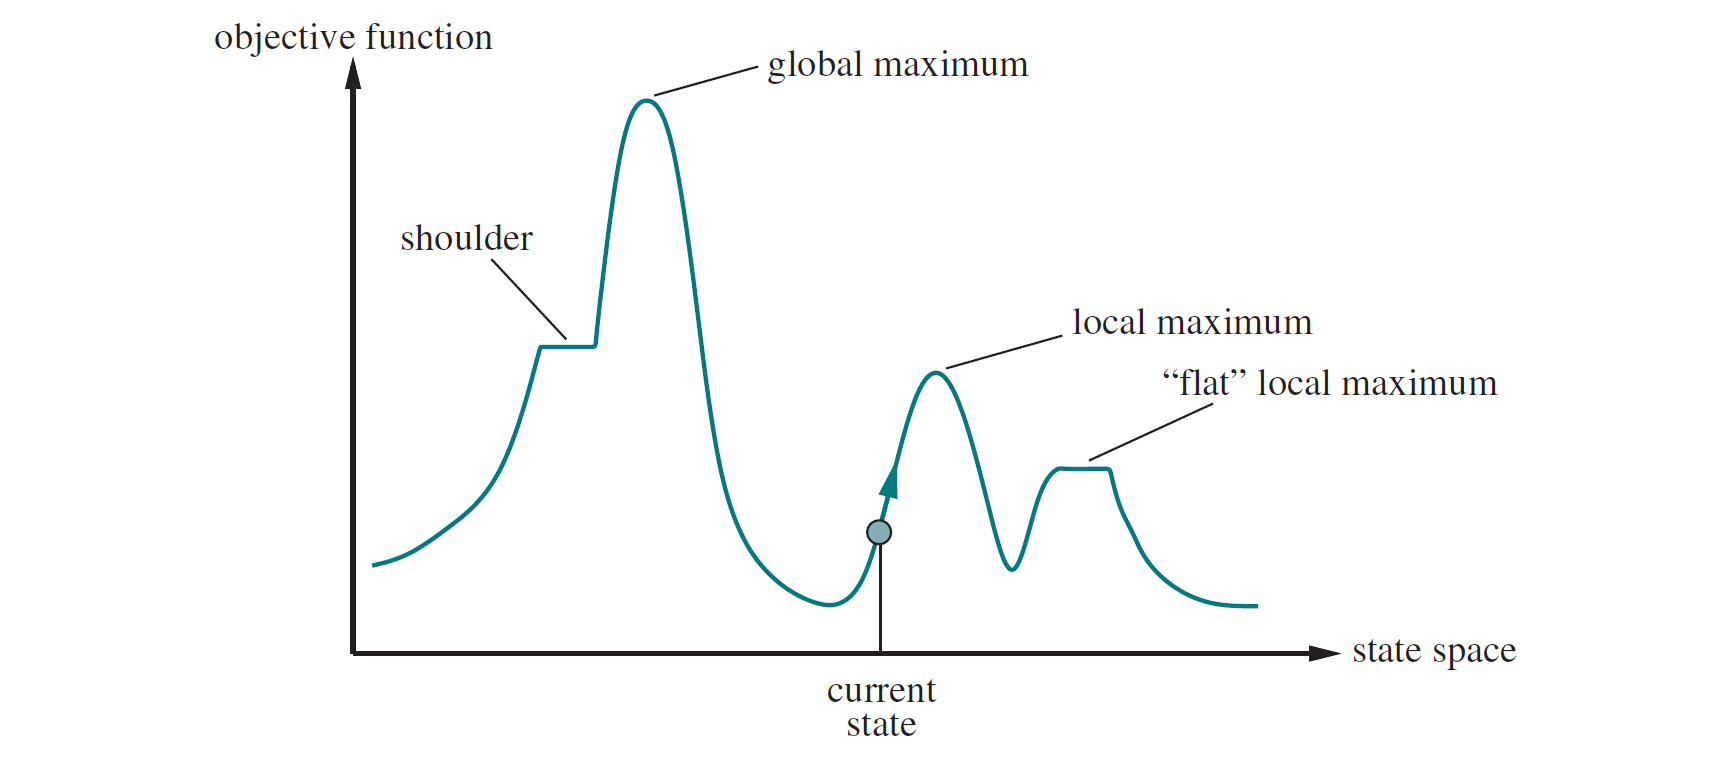 objective function
global maximum
shoulder
local maximum
“flat” local maximum
state space
current
state